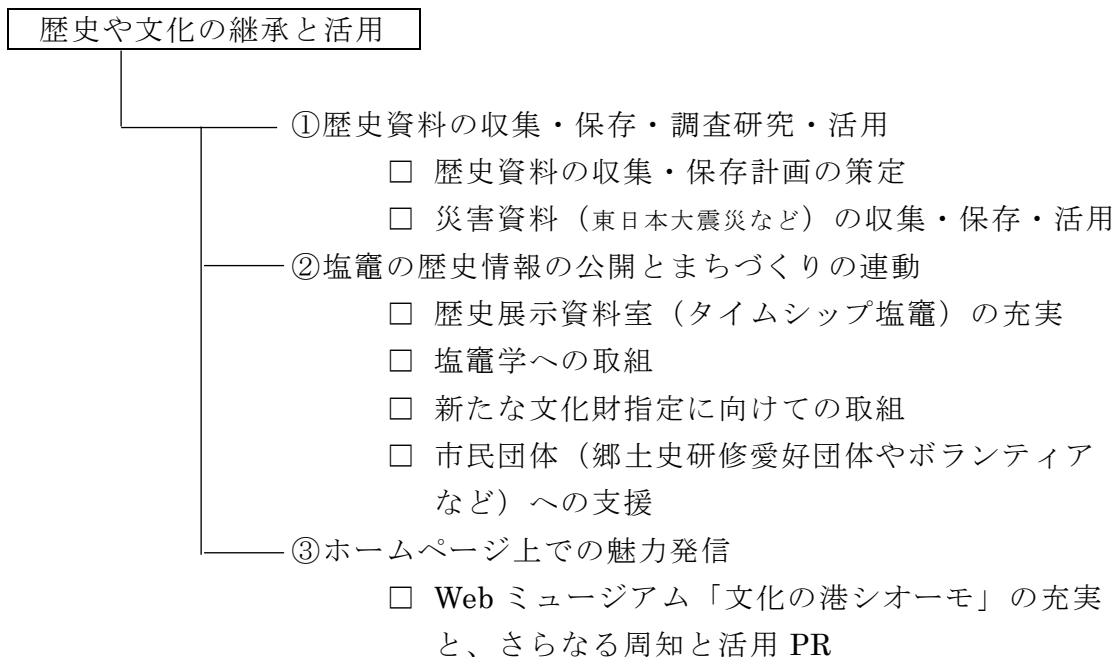 歴史や文化の継承と活用
①歴史資料の収集・保存・調査研究・活用
□ 歴史資料の収集・保存計画の策定
□ 災害資料（東日本大震災など）の収集・保存・活用
②塩竈の歴史情報の公開とまちづくりの連動
□ 歴史展示資料室（タイムシップ塩竈）の充実
□ 塩竈学への取組
□ 新たな文化財指定に向けての取組
□ 市民団体（郷土史研修愛好団体やボランティア
など）への支援
③ホームページ上での魅力発信
□ Web ミュージアム「文化の港シオーモ」の充実
と、さらなる周知と活用 PR